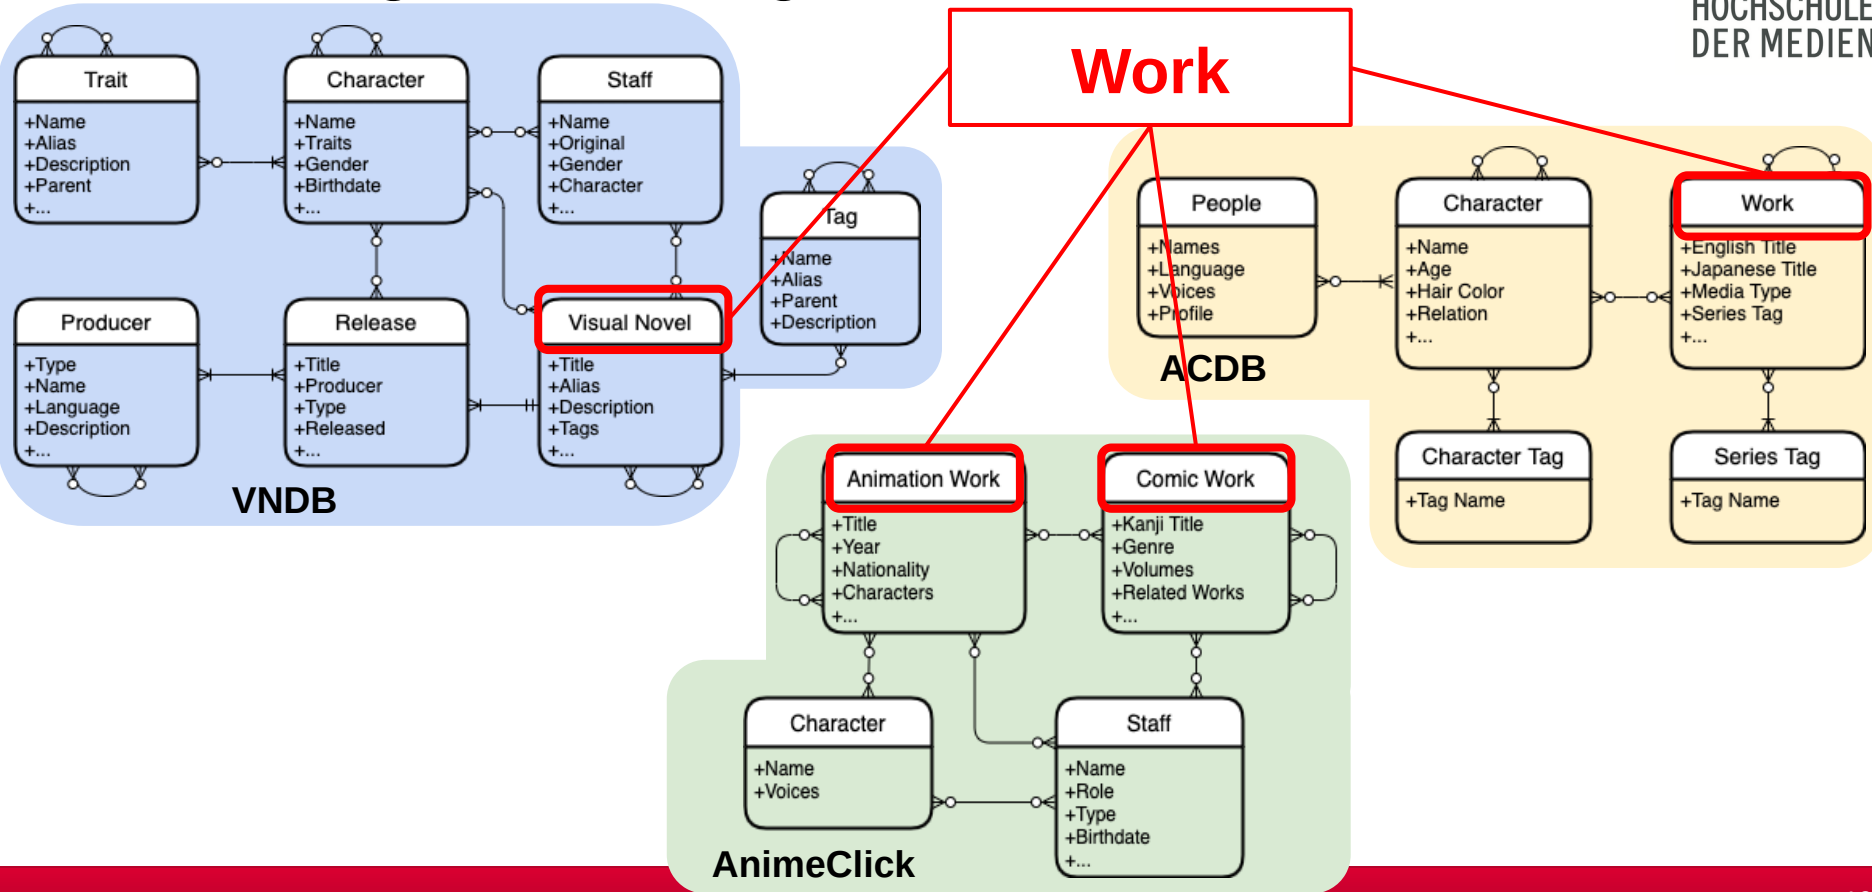 HOCHSCHULE
DER MEDIEN
Work
Trait
+Name
+Alias
+Description
+Parent
+...
Character
+Name
+Traits
+Gender
+Birthdate
+...
Staff
+Name
+Original
+Gender
+Character
+...
Tag
+Name
+Alias
+Parent
+Description
Producer
+Type
+Name
+Language
+Description
+...
Release
+Title
+Producer
+Type
+Released
+...
Visual Novel
+Title
+Alias
+Description
+Tags
+...
VNDB
People
+Names
+Language
+Voices
+Profile
Character
+Name
+Age
+Hair Color
+Relation
+...
Work
+English Title
+Japanese Title
+Media Type
+Series Tag
+...
ACDB
Character Tag
+Tag Name
Series Tag
+Tag Name
Animation Work
+Title
+Year
+Nationality
+Characters
+...
Comic Work
+Kanji Title
+Genre
+Volumes
+Related Works
+...
Character
+Name
+Voices
Staff
+Name
+Role
+Type
+Birthdate
+...
AnimeClick